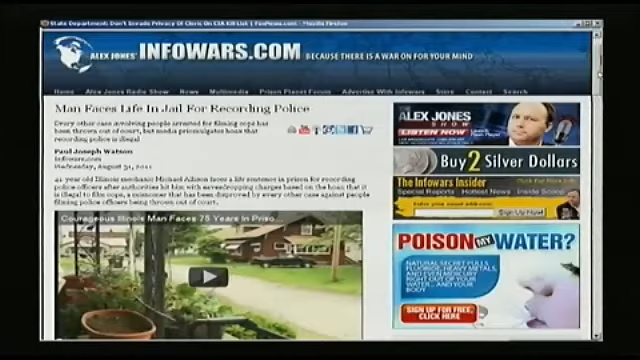 State Department: Don't Invade Privacy Of Cleric On CIA Kill List | FoxNews.com - Mozilla Firefox
ALEX JONES' INFOWARS.COM BECAUSE THERE IS A WAR ON FOR YOUR MIND
Home Alex Jones Radio Show News Multimedia Prison Planet Forum Advertise With Infowars Store Contact Search
Man Faces Life In Jail For Recording Police
Every other case involving people arrested for filming cops has
been thrown out of court, but media promulgates hoax that
recording police is illegal
Paul Joseph Watson
Infowars.com
Wednesday, August 31, 2011
41 year old Illinois mechanic Michael Allison faces a life sentence in prison for recording
police officers after authorities hit him with eavesdropping charges based on the hoax that it
is illegal to film cops, a misnomer that has been disproved by every other case against people
filming police officers being thrown out of court.
Courageous Illinois Man Faces 75 Years In Priso...
ALEX JONES
SHOW
LISTEN NOW
Buy 2 Silver Dollars
The Infowars Insider
Special Reports Hottest News Inside Scoop
Enter your email address
Sign Up Now!
POISON MY WATER?
NATURAL SECRET PULLS
FLUORIDE, HEAVY METALS,
AND EVEN MERCURY
RIGHT OUT OF YOUR
WATER... AND YOUR
BODY
SIGN UP FOR FREE,
CLICK HERE